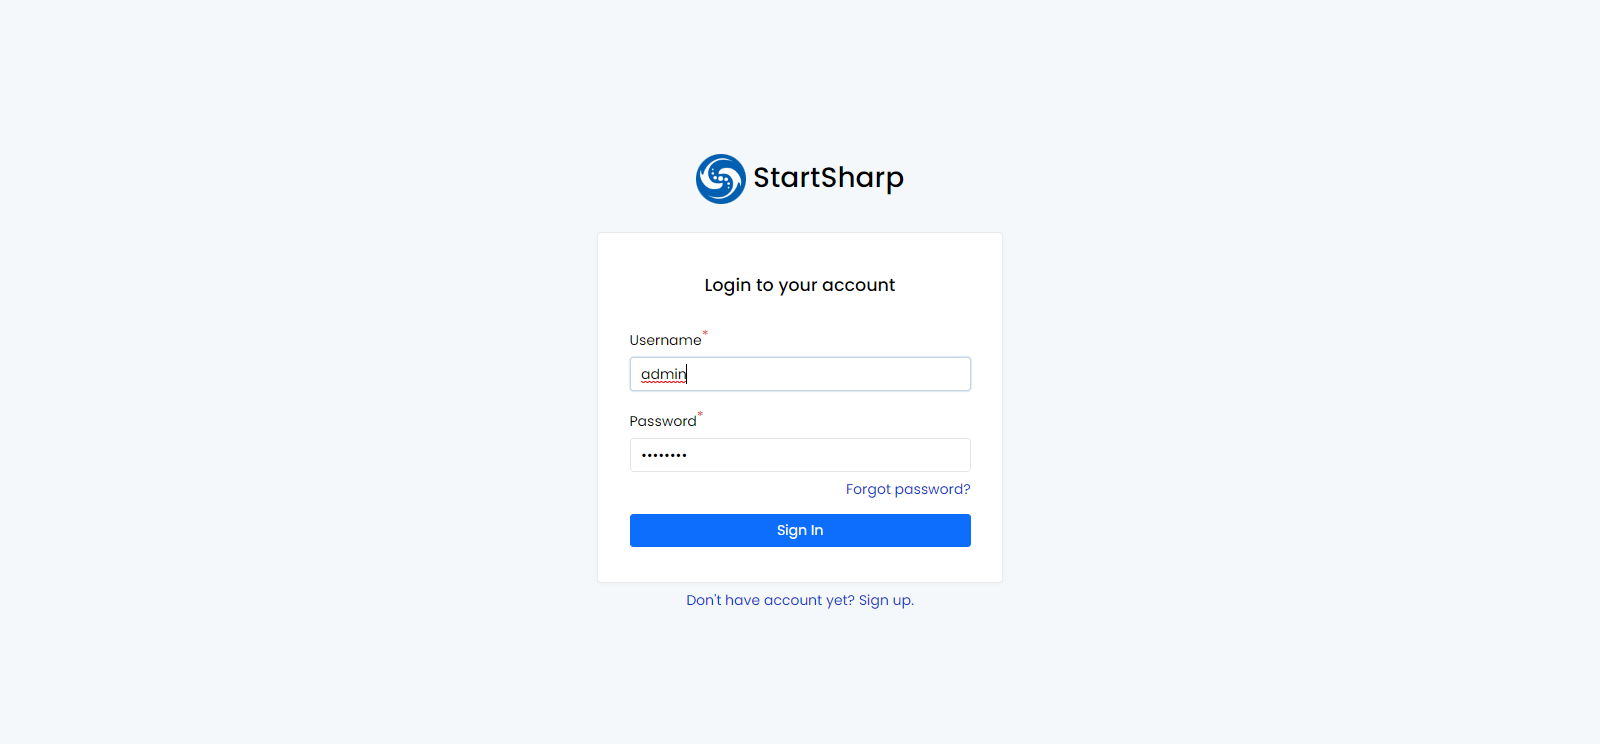 StartSharp
Login to your account
Username*
admin
Password*
••••••••
Forgot password?
Sign In
Don't have account yet? Sign up.